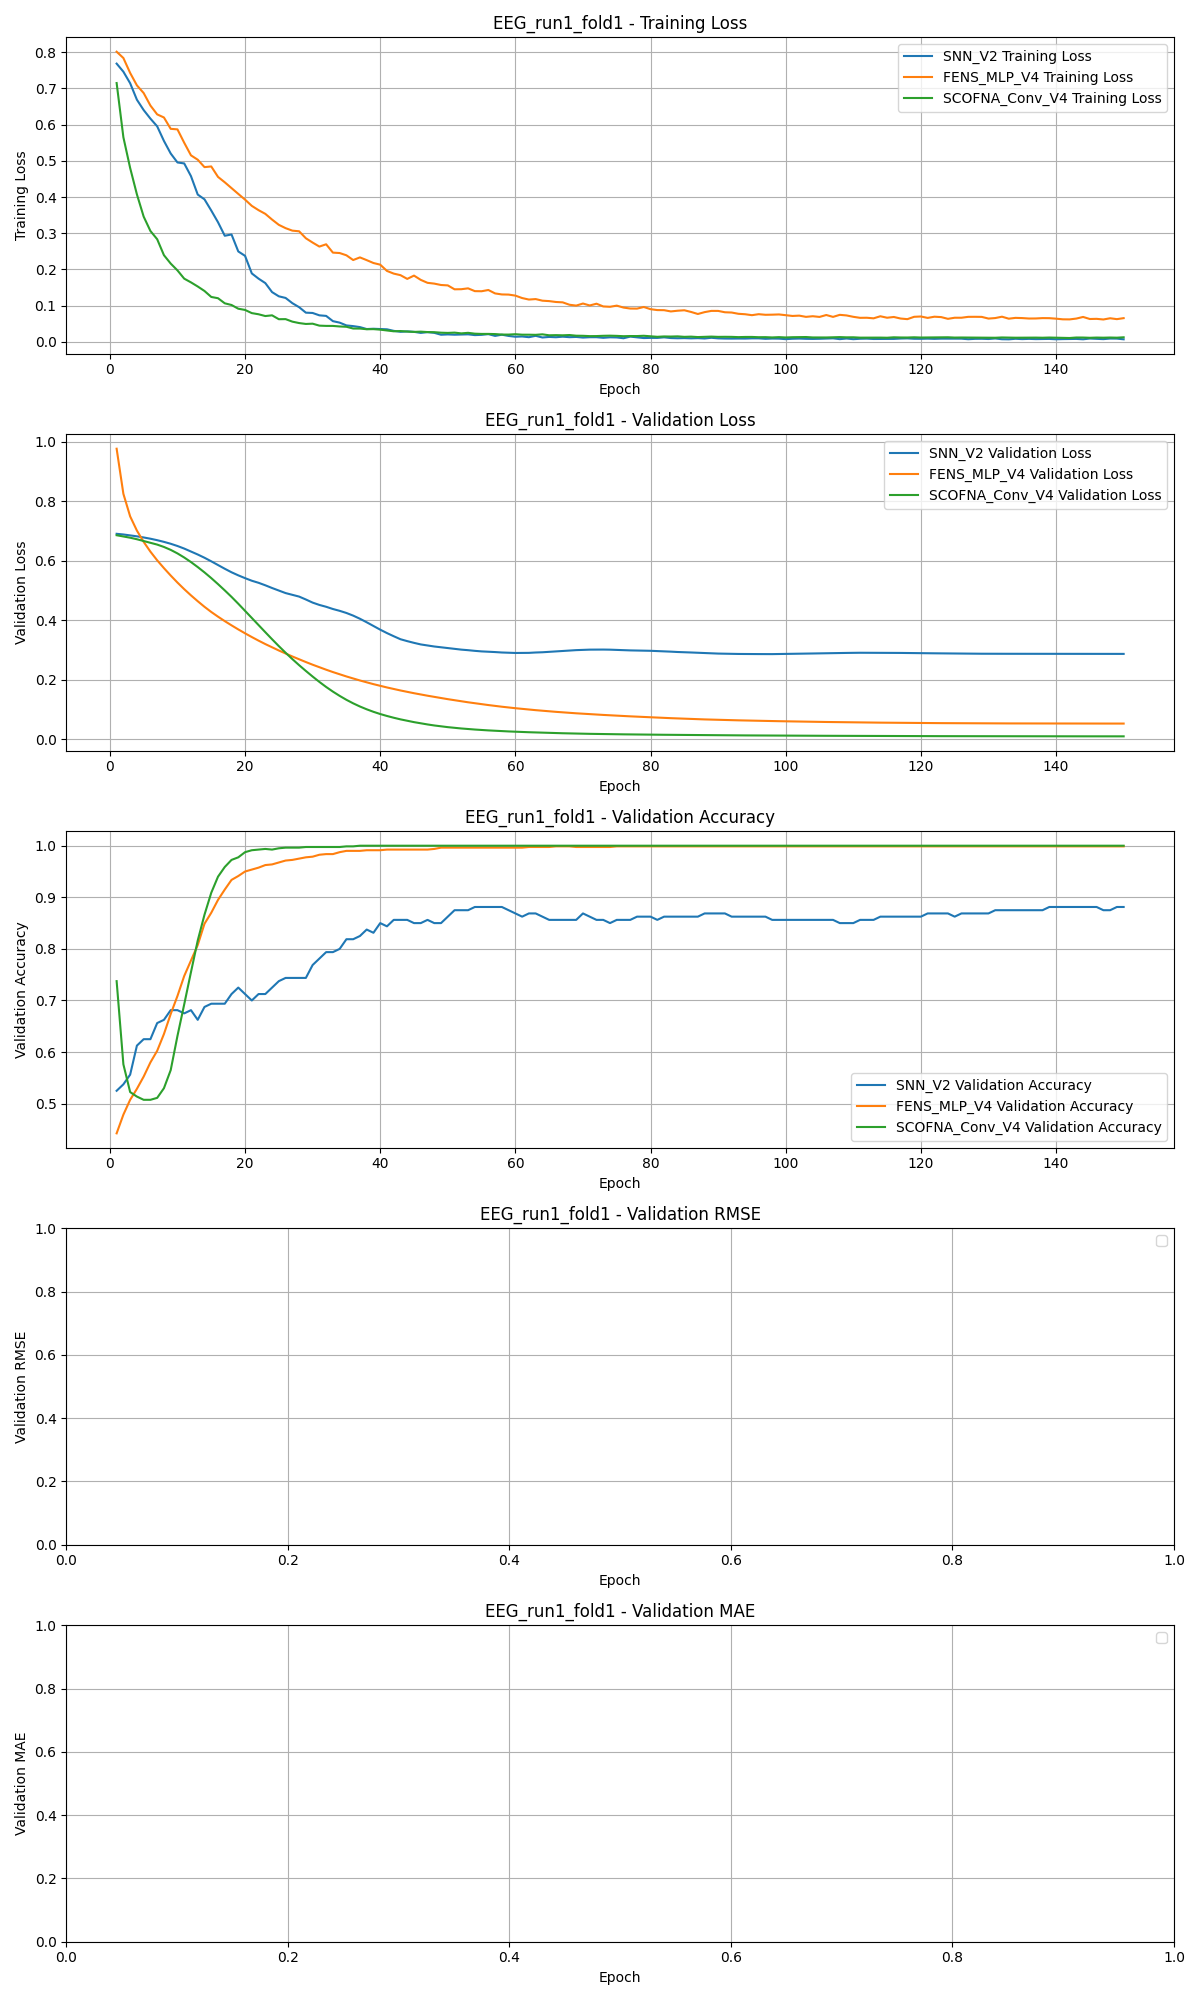 EEG_run1_fold1 - Training Loss
Training Loss
0.8
0.7
0.6
0.5
0.4
0.3
0.2
0.1
0.0
SNN_V2 Training Loss
FENS_MLP_V4 Training Loss
SCOFNA_Conv_V4 Training Loss
0 20 40 60 80 100 120 140
Epoch
EEG_run1_fold1 - Validation Loss
Validation Loss
1.0
0.8
0.6
0.4
0.2
0.0
SNN_V2 Validation Loss
FENS_MLP_V4 Validation Loss
SCOFNA_Conv_V4 Validation Loss
0 20 40 60 80 100 120 140
Epoch
EEG_run1_fold1 - Validation Accuracy
Validation Accuracy
1.0
0.9
0.8
0.7
0.6
0.5
SNN_V2 Validation Accuracy
FENS_MLP_V4 Validation Accuracy
SCOFNA_Conv_V4 Validation Accuracy
0 20 40 60 80 100 120 140
Epoch
EEG_run1_fold1 - Validation RMSE
Validation RMSE
1.0
0.8
0.6
0.4
0.2
0.0
0.0 0.2 0.4 0.6 0.8 1.0
Epoch
EEG_run1_fold1 - Validation MAE
Validation MAE
1.0
0.8
0.6
0.4
0.2
0.0
0.0 0.2 0.4 0.6 0.8 1.0
Epoch